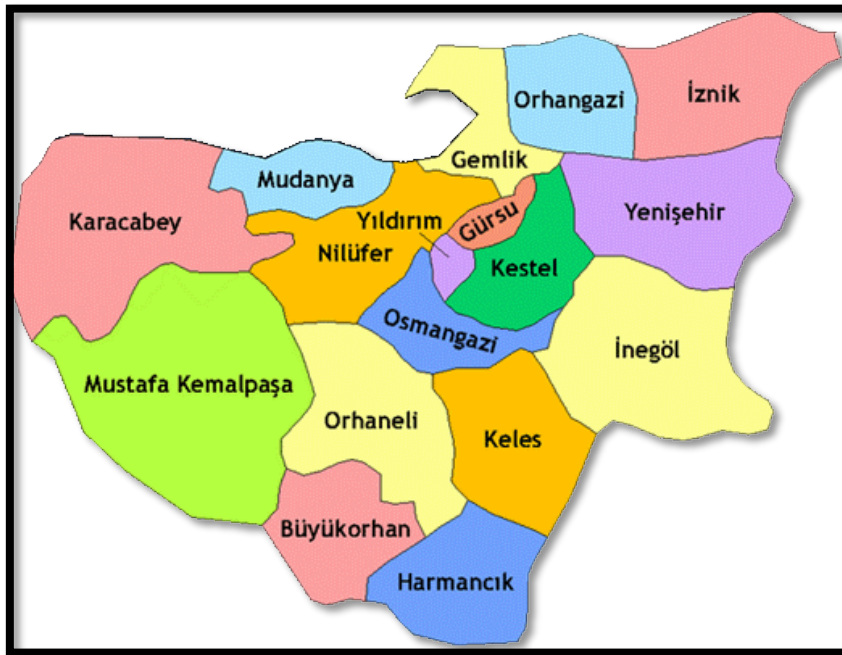 Orhangazi
İznik
Gemlik
Mudanya
Karacabey
Yıldırım
Gürsu
Yenişehir
Nilüfer
Kestel
Osmangazi
İnegöl
Mustafa Kemalpaşa
Orhaneli
Keles
Büyükorhan
Harmancık